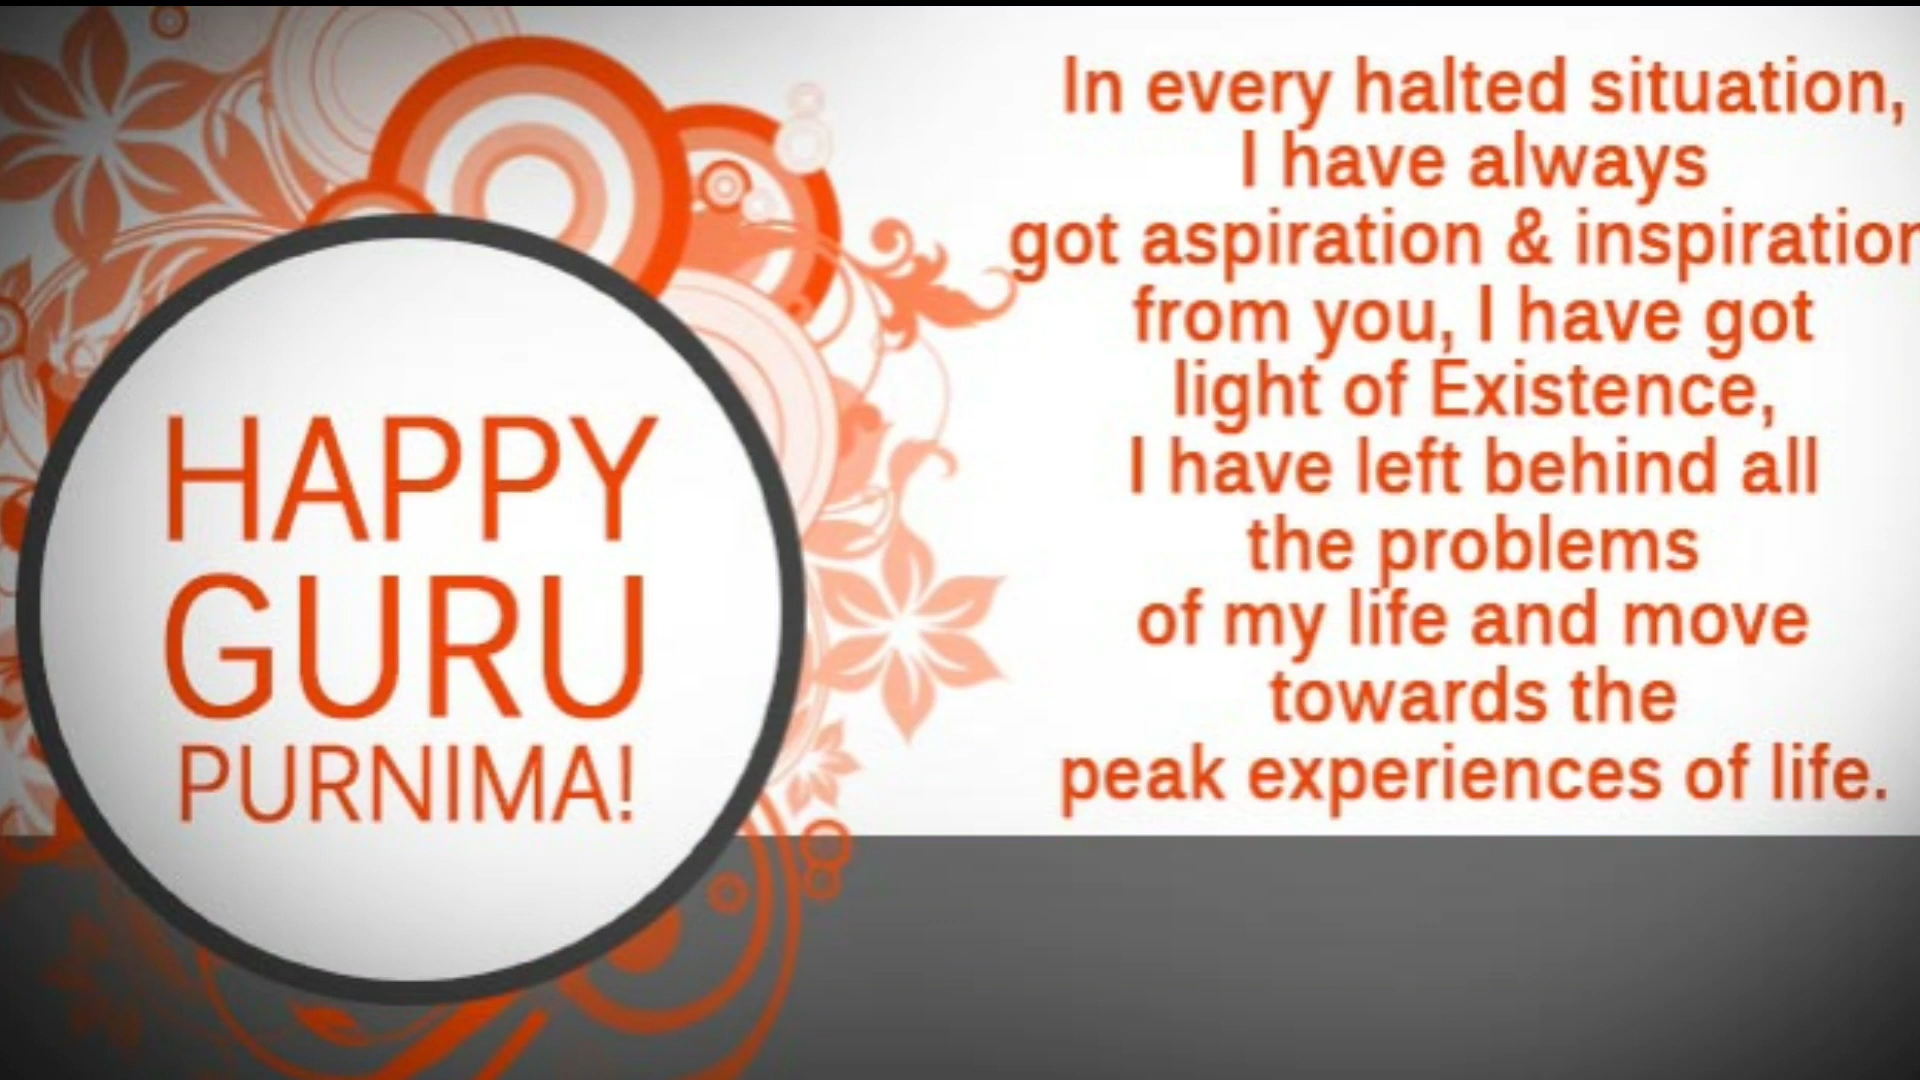 HAPPY
GURU
PURNIMA!
In every halted situation,
I have always
got aspiration & inspiration
from you, I have got
light of Existence,
I have left behind all
the problems
of my life and move
towards the
peak experiences of life.